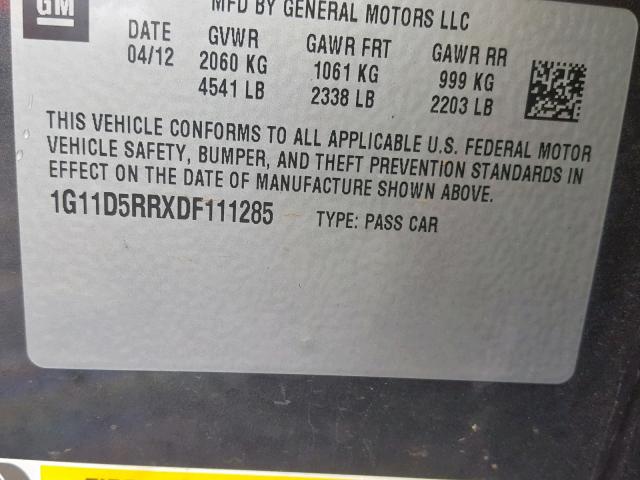 GM
MFD BY GENERAL MOTORS LLC
DATE GVWR GAWR FRT GAWR RR
04/12 2060 KG 1061 KG 999 KG
4541 LB 2338 LB 2203 LB
THIS VEHICLE CONFORMS TO ALL APPLICABLE U.S. FEDERAL MOTOR
VEHICLE SAFETY, BUMPER, AND THEFT PREVENTION STANDARDS IN
EFFECT ON THE DATE OF MANUFACTURE SHOWN ABOVE.
1G11D5RRXDF111285 TYPE: PASS CAR